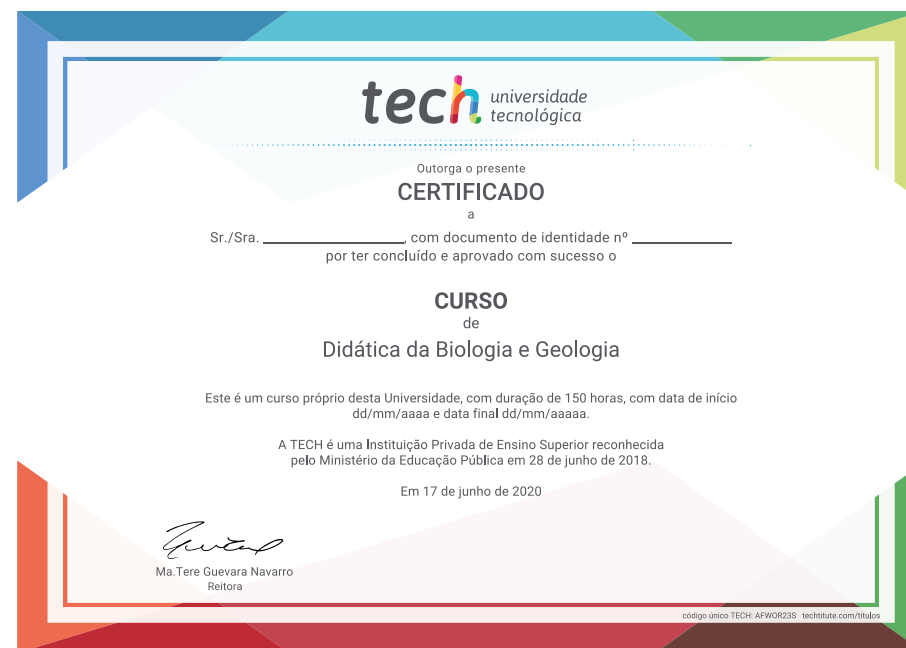 tech universidade
tecnológica
Outorga o presente
CERTIFICADO
a
Sr./Sra. ________________, com documento de identidade nº ____________
por ter concluído e aprovado com sucesso o
CURSO
de
Didática da Biologia e Geologia
Este é um curso próprio desta Universidade, com duração de 150 horas, com data de início
dd/mm/aaaa e data final dd/mm/aaaaa.
A TECH é uma Instituição Privada de Ensino Superior reconhecida
pelo Ministério da Educação Pública em 28 de junho de 2018.
Em 17 de junho de 2020
Ma.Tere Guevara Navarro
Reitora
código único TECH: AFWOR23S techtitute.com/titulos